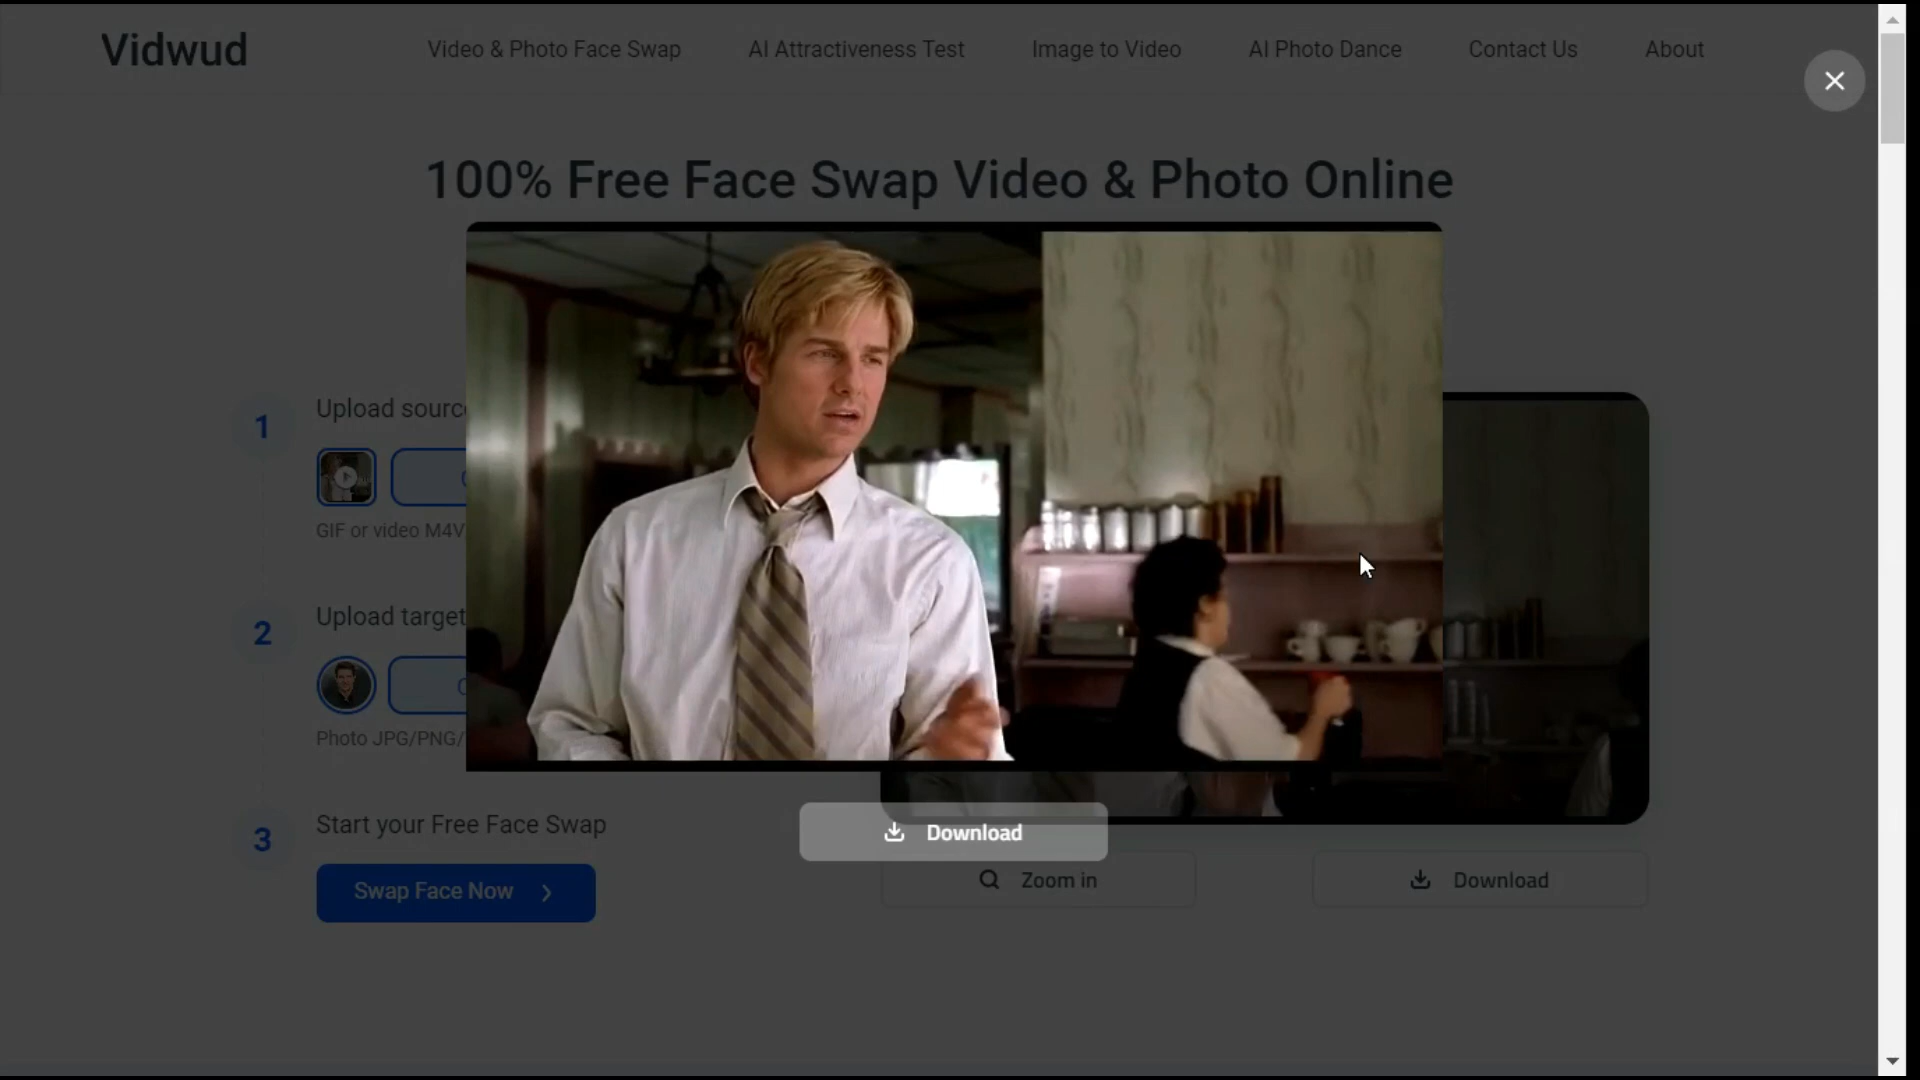 Vidwud
Video & Photo Face Swap
AI Attractiveness Test
Image to Video
AI Photo Dance
Contact Us
About
100% Free Face Swap Video & Photo Online
1
Upload source
GIF or video M4V
2
Upload target
Photo JPG/PNG/
3
Start your Free Face Swap
Swap Face Now
Download
Zoom in
Download